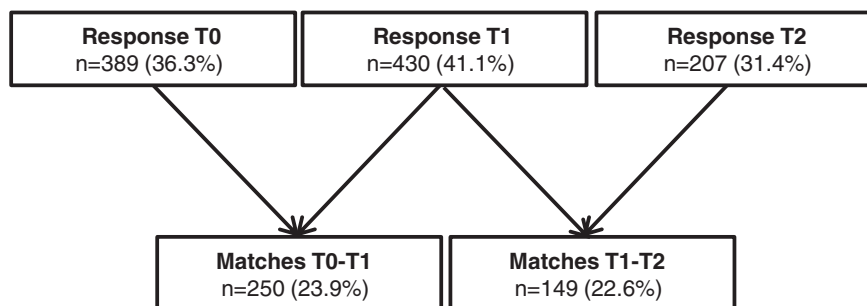 Response T0
n=389 (36.3%)
Response T1
n=430 (41.1%)
Response T2
n=207 (31.4%)
Matches T0-T1
n=250 (23.9%)
Matches T1-T2
n=149 (22.6%)